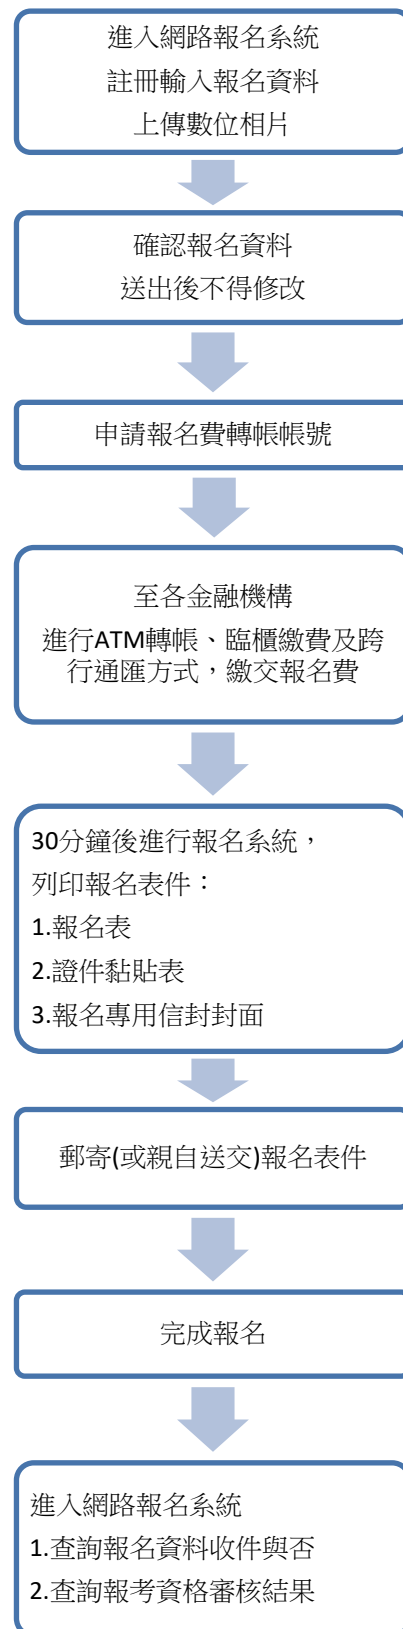 進入網路報名系統
註冊輸入報名資料
上傳數位相片
確認報名資料
送出後不得修改
申請報名費轉帳帳號
至各金融機構
進行ATM轉帳、臨櫃繳費及跨
行通匯方式，繳交報名費
30分鐘後進行報名系統，
列印報名表件：
1.報名表
2.證件黏貼表
3.報名專用信封封面
郵寄(或親自送交)報名表件
完成報名
進入網路報名系統
1.查詢報名資料收件與否
2.查詢報考資格審核結果